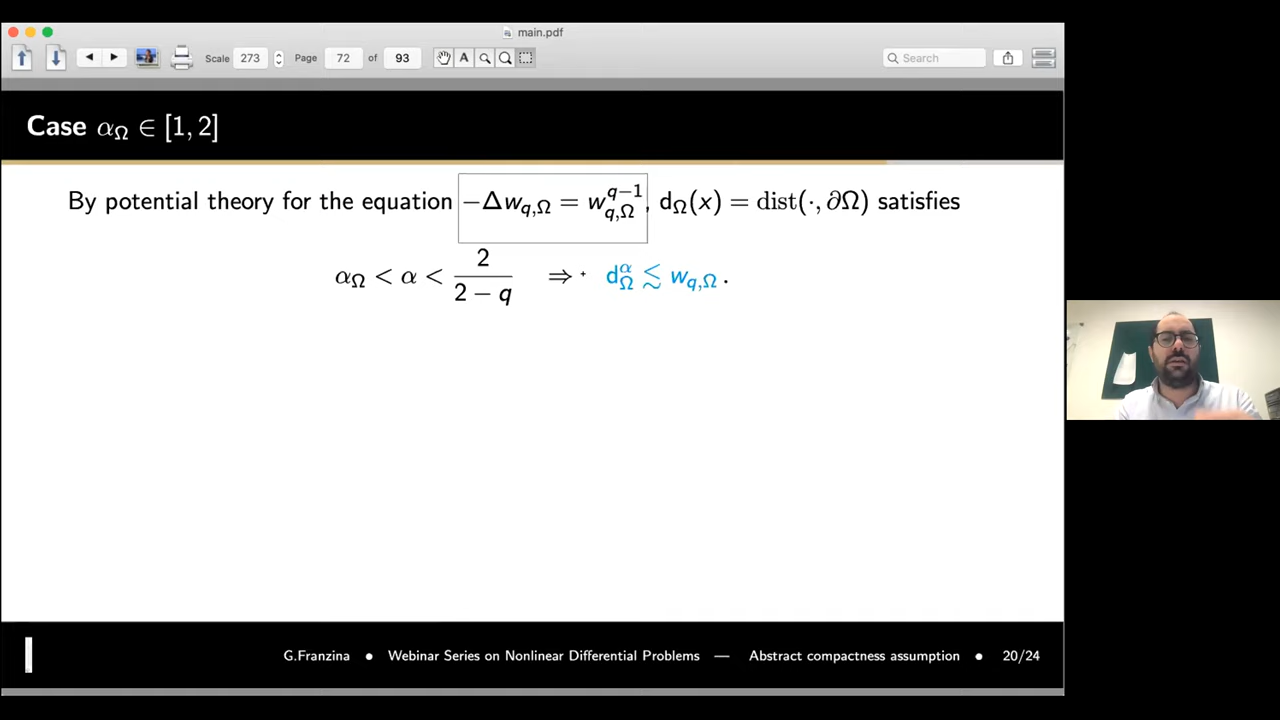 main.pdf
Scale 273 Page 72 of 93 Search
Case α_Ω ∈ [1, 2]
By potential theory for the equation −Δw_{q,Ω} = w_{q,Ω}^{q−1}, d_Ω(x) = dist(·, ∂Ω) satisfies
α_Ω < α < 2/(2 − q) ⇒ d_Ω^α ≲ w_{q,Ω} .
G.Franzina • Webinar Series on Nonlinear Differential Problems — Abstract compactness assumption • 20/24